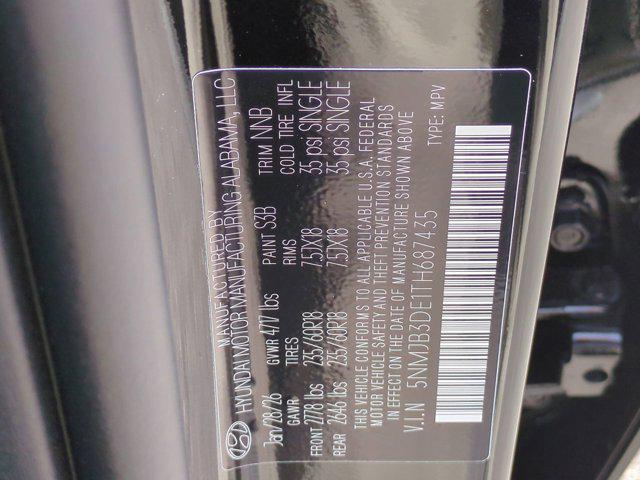 MANUFACTURED BY
HYUNDAI MOTOR MANUFACTURING ALABAMA, LLC
Jan/28/26 GVWR 4717 lbs PAINT S3B TRIM NNB
GAWR TIRES RIMS COLD TIRE INFL
FRONT 2778 lbs 235/60R18 7.5JX18 35 psi SINGLE
REAR 2646 lbs 235/60R18 7.5JX18 35 psi SINGLE
THIS VEHICLE CONFORMS TO ALL APPLICABLE U.S.A. FEDERAL
MOTOR VEHICLE SAFETY AND THEFT PREVENTION STANDARDS
IN EFFECT ON THE DATE OF MANUFACTURE SHOWN ABOVE
V.I.N 5NMJB3DE1TH687435 TYPE: MPV